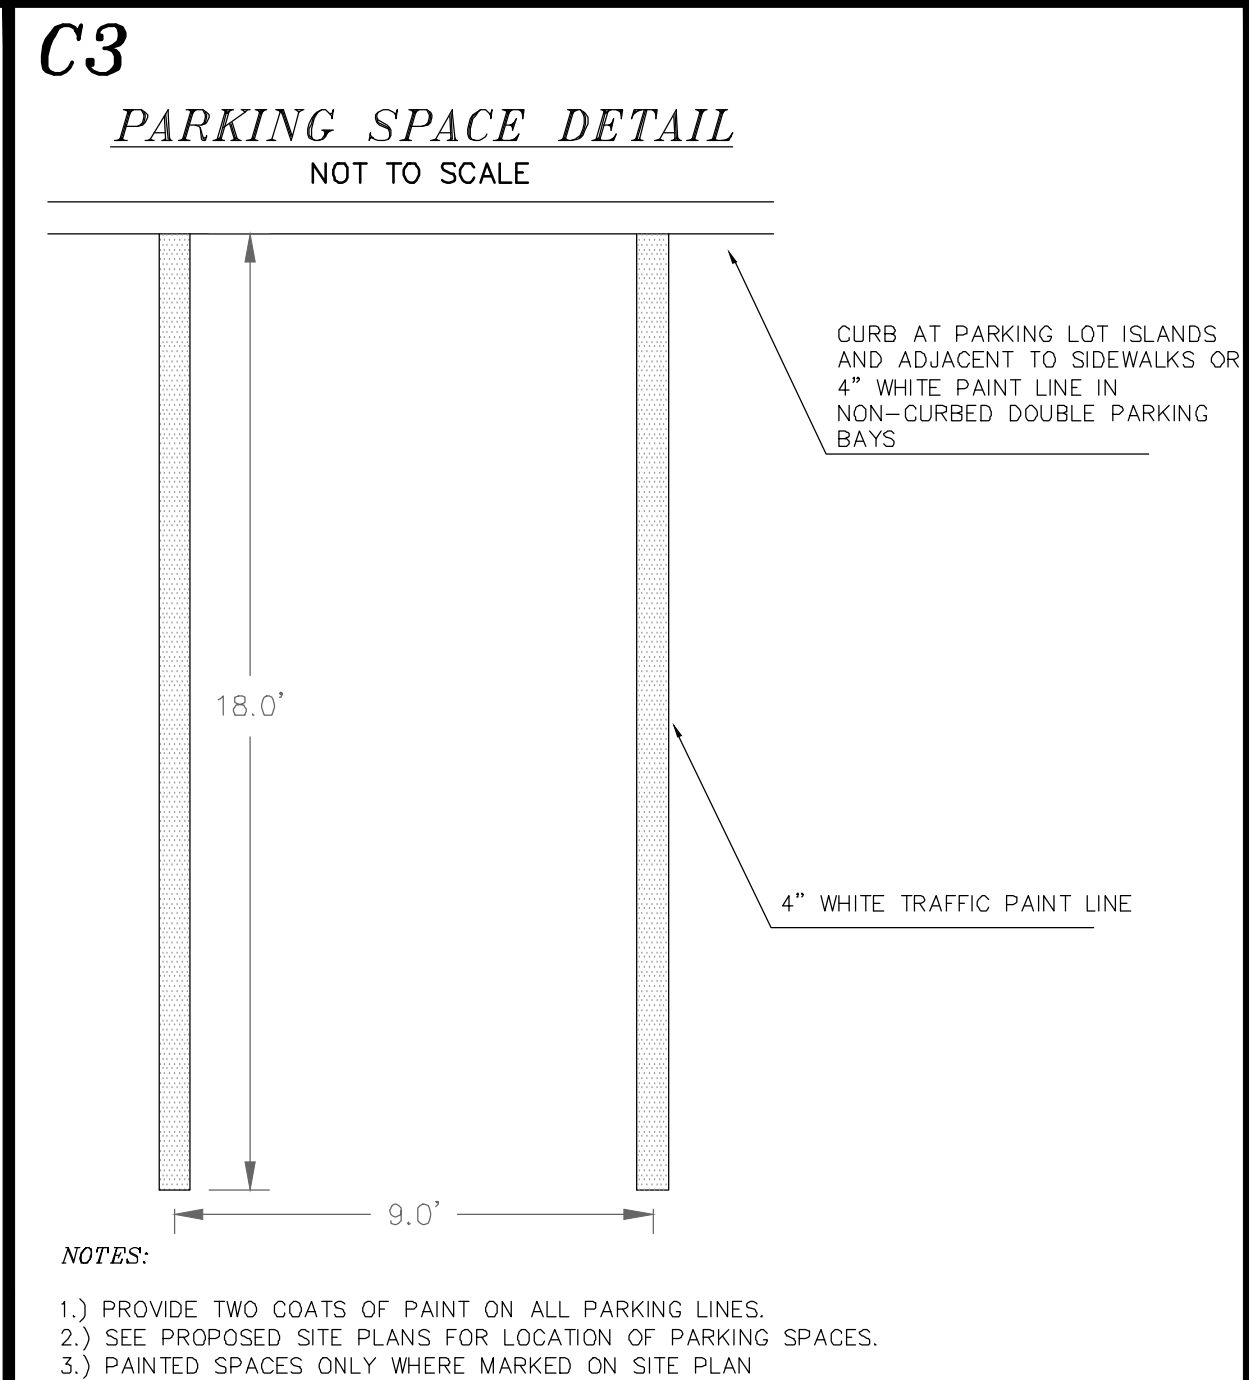 C3
PARKING SPACE DETAIL
NOT TO SCALE
CURB AT PARKING LOT ISLANDS
AND ADJACENT TO SIDEWALKS OR
4" WHITE PAINT LINE IN
NON-CURBED DOUBLE PARKING
BAYS
18.0'
4" WHITE TRAFFIC PAINT LINE
9.0'
NOTES:
1.) PROVIDE TWO COATS OF PAINT ON ALL PARKING LINES.
2.) SEE PROPOSED SITE PLANS FOR LOCATION OF PARKING SPACES.
3.) PAINTED SPACES ONLY WHERE MARKED ON SITE PLAN